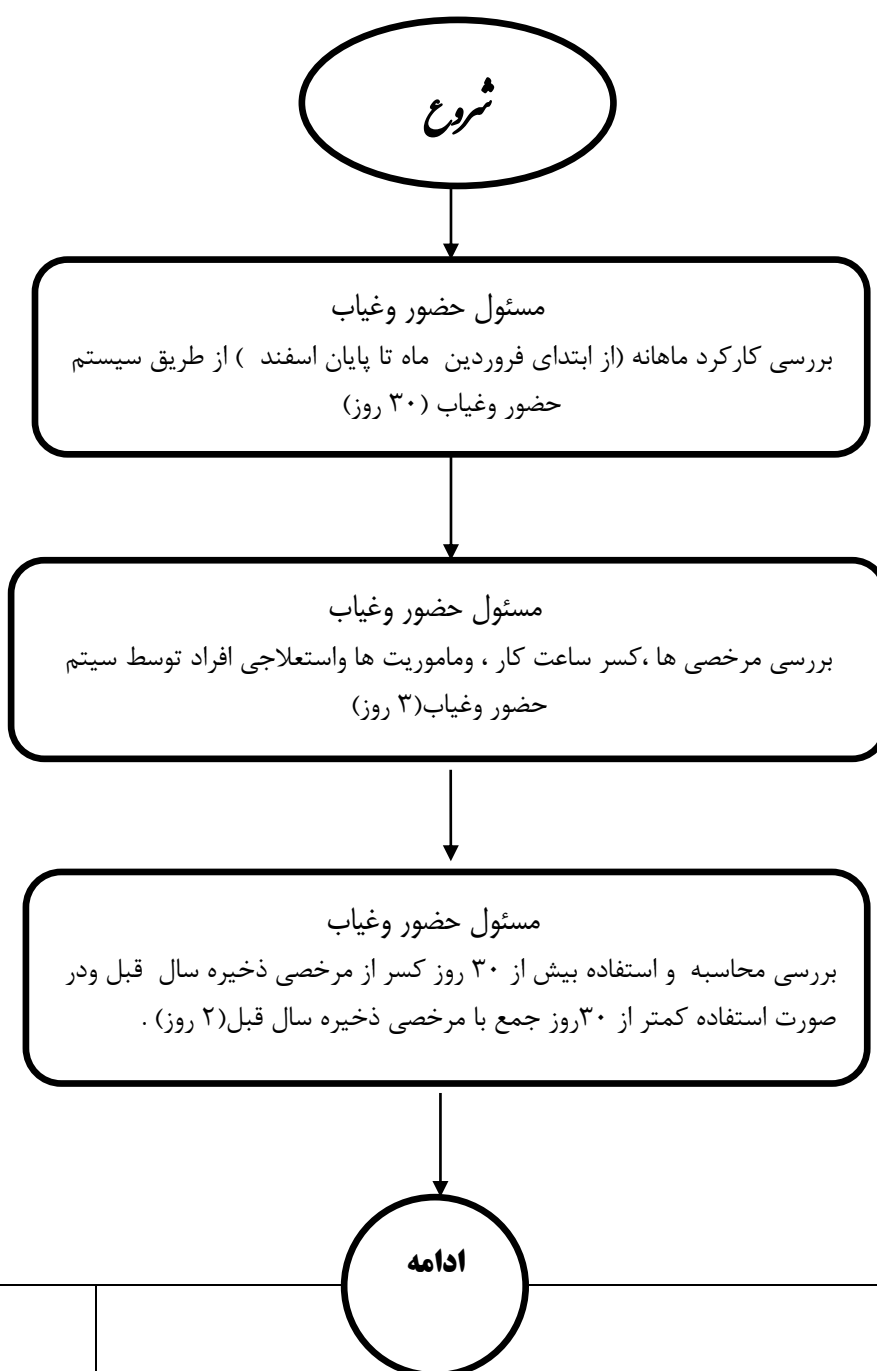 شروع
مسئول حضور وغیاب
بررسی کارکرد ماهانه (از ابتدای فروردین ماه تا پایان اسفند ) از طریق سیستم
حضور وغیاب (۳۰ روز)
مسئول حضور وغیاب
بررسی مرخصی ها ،کسر ساعت کار ، وماموریت ها واستعلاجی افراد توسط سیتم
حضور وغیاب(۳ روز)
مسئول حضور وغیاب
بررسی محاسبه و استفاده بیش از ۳۰ روز کسر از مرخصی ذخیره سال قبل ودر
صورت استفاده کمتر از ۳۰روز جمع با مرخصی ذخیره سال قبل(۲ روز) .
ادامه